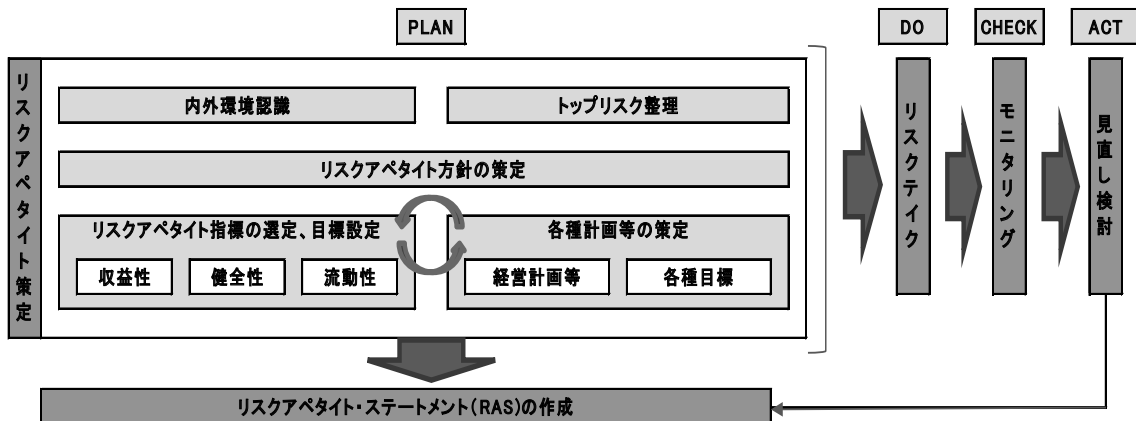 PLAN
DO
CHECK
ACT
リスクアペタイト策定
内外環境認識
トップリスク整理
リスクアペタイト方針の策定
リスクアペタイト指標の選定、目標設定
各種計画等の策定
収益性
健全性
流動性
経営計画等
各種目標
リスクテイク
モニタリング
見直し検討
リスクアペタイト・ステートメント(RAS)の作成